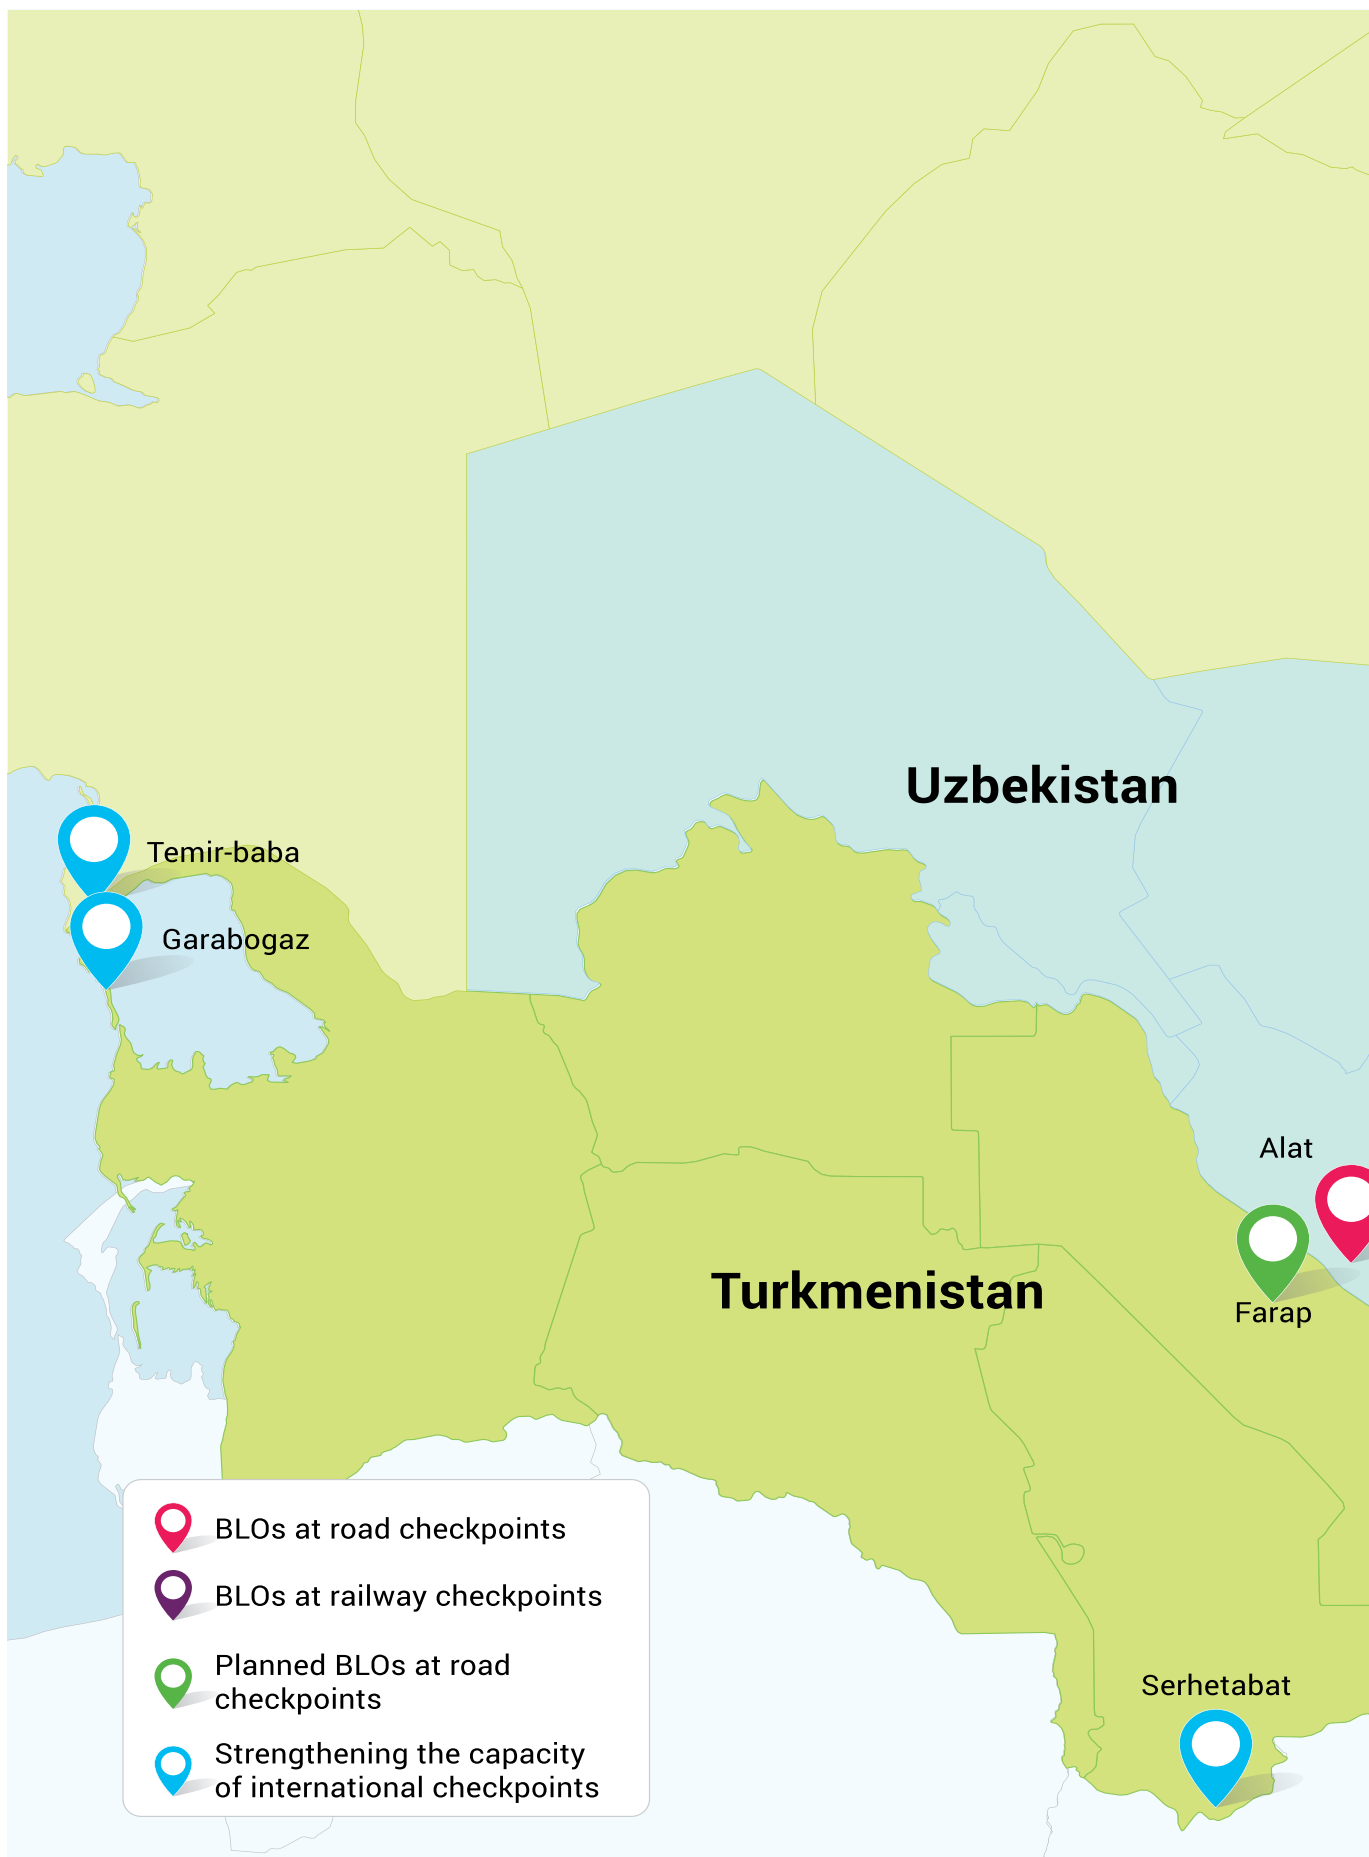 Uzbekistan
Temir-baba
Garabogaz
Alat
Turkmenistan
Farap
BLOs at road checkpoints
BLOs at railway checkpoints
Planned BLOs at road
checkpoints
Strengthening the capacity
of international checkpoints
Serhetabat